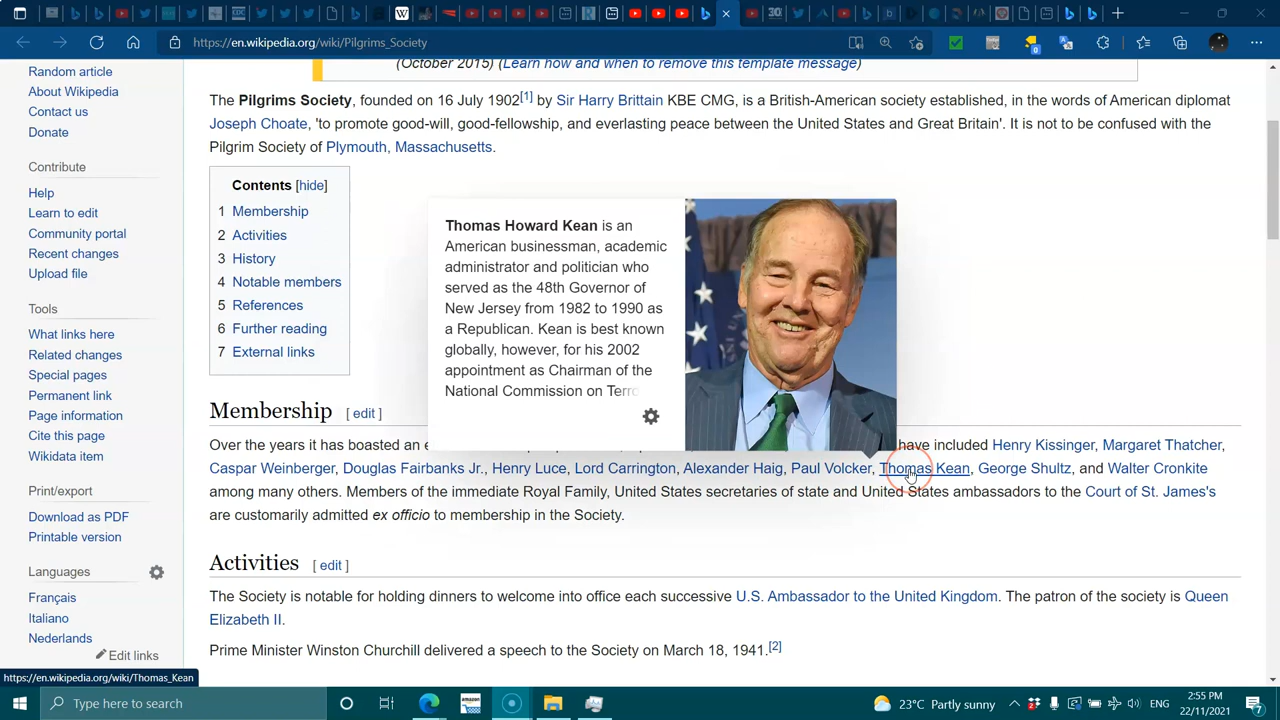 https://en.wikipedia.org/wiki/Pilgrims_Society
0
Random article
About Wikipedia
Contact us
Donate
Contribute
Help
Learn to edit
Community portal
Recent changes
Upload file
Tools
What links here
Related changes
Special pages
Permanent link
Page information
Cite this page
Wikidata item
Print/export
Download as PDF
Printable version
Languages
Français
Italiano
Nederlands
Edit links
(October 2015) (Learn how and when to remove this template message)
The Pilgrims Society, founded on 16 July 1902[1] by Sir Harry Brittain KBE CMG, is a British-American society established, in the words of American diplomat
Joseph Choate, 'to promote good-will, good-fellowship, and everlasting peace between the United States and Great Britain'. It is not to be confused with the
Pilgrim Society of Plymouth, Massachusetts.
Contents [hide]
1 Membership
2 Activities
3 History
4 Notable members
5 References
6 Further reading
7 External links
Thomas Howard Kean is an
American businessman, academic
administrator and politician who
served as the 48th Governor of
New Jersey from 1982 to 1990 as
a Republican. Kean is best known
globally, however, for his 2002
appointment as Chairman of the
National Commission on Terro
Membership [ edit ]
Over the years it has boasted an e have included Henry Kissinger, Margaret Thatcher,
Caspar Weinberger, Douglas Fairbanks Jr., Henry Luce, Lord Carrington, Alexander Haig, Paul Volcker, Thomas Kean, George Shultz, and Walter Cronkite
among many others. Members of the immediate Royal Family, United States secretaries of state and United States ambassadors to the Court of St. James's
are customarily admitted ex officio to membership in the Society.
Activities [ edit ]
The Society is notable for holding dinners to welcome into office each successive U.S. Ambassador to the United Kingdom. The patron of the society is Queen
Elizabeth II.
Prime Minister Winston Churchill delivered a speech to the Society on March 18, 1941.[2]
https://en.wikipedia.org/wiki/Thomas_Kean
Type here to search
amazon
23°C Partly sunny
ENG
2:55 PM
22/11/2021
7